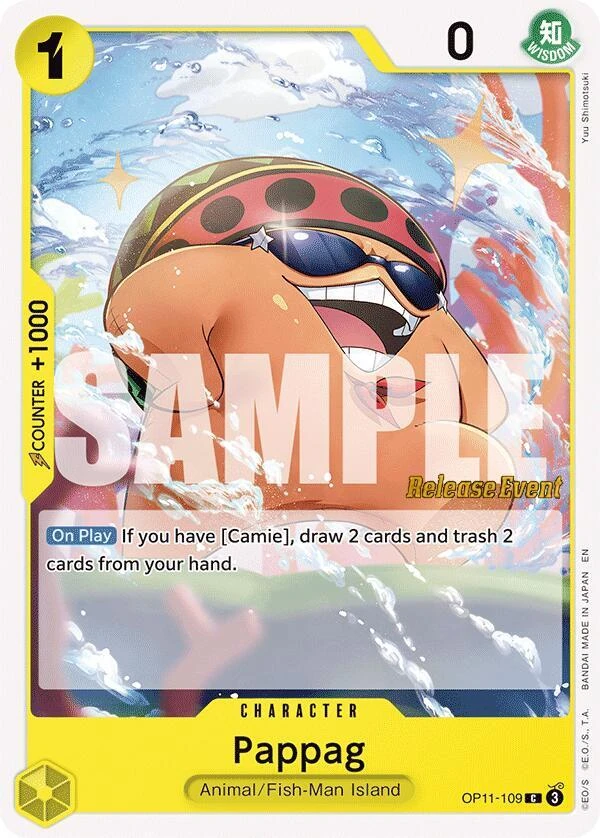 1
0
知
WISDOM
Yuu Shimotsuki
COUNTER +1000
SAMPLE
Release Event
On Play If you have [Camie], draw 2 cards and trash 2
cards from your hand.
CHARACTER
Pappag
Animal/Fish-Man Island
OP11-109 C 3
©EO/S ©E.O./S., T.A. BANDAI MADE IN JAPAN EN